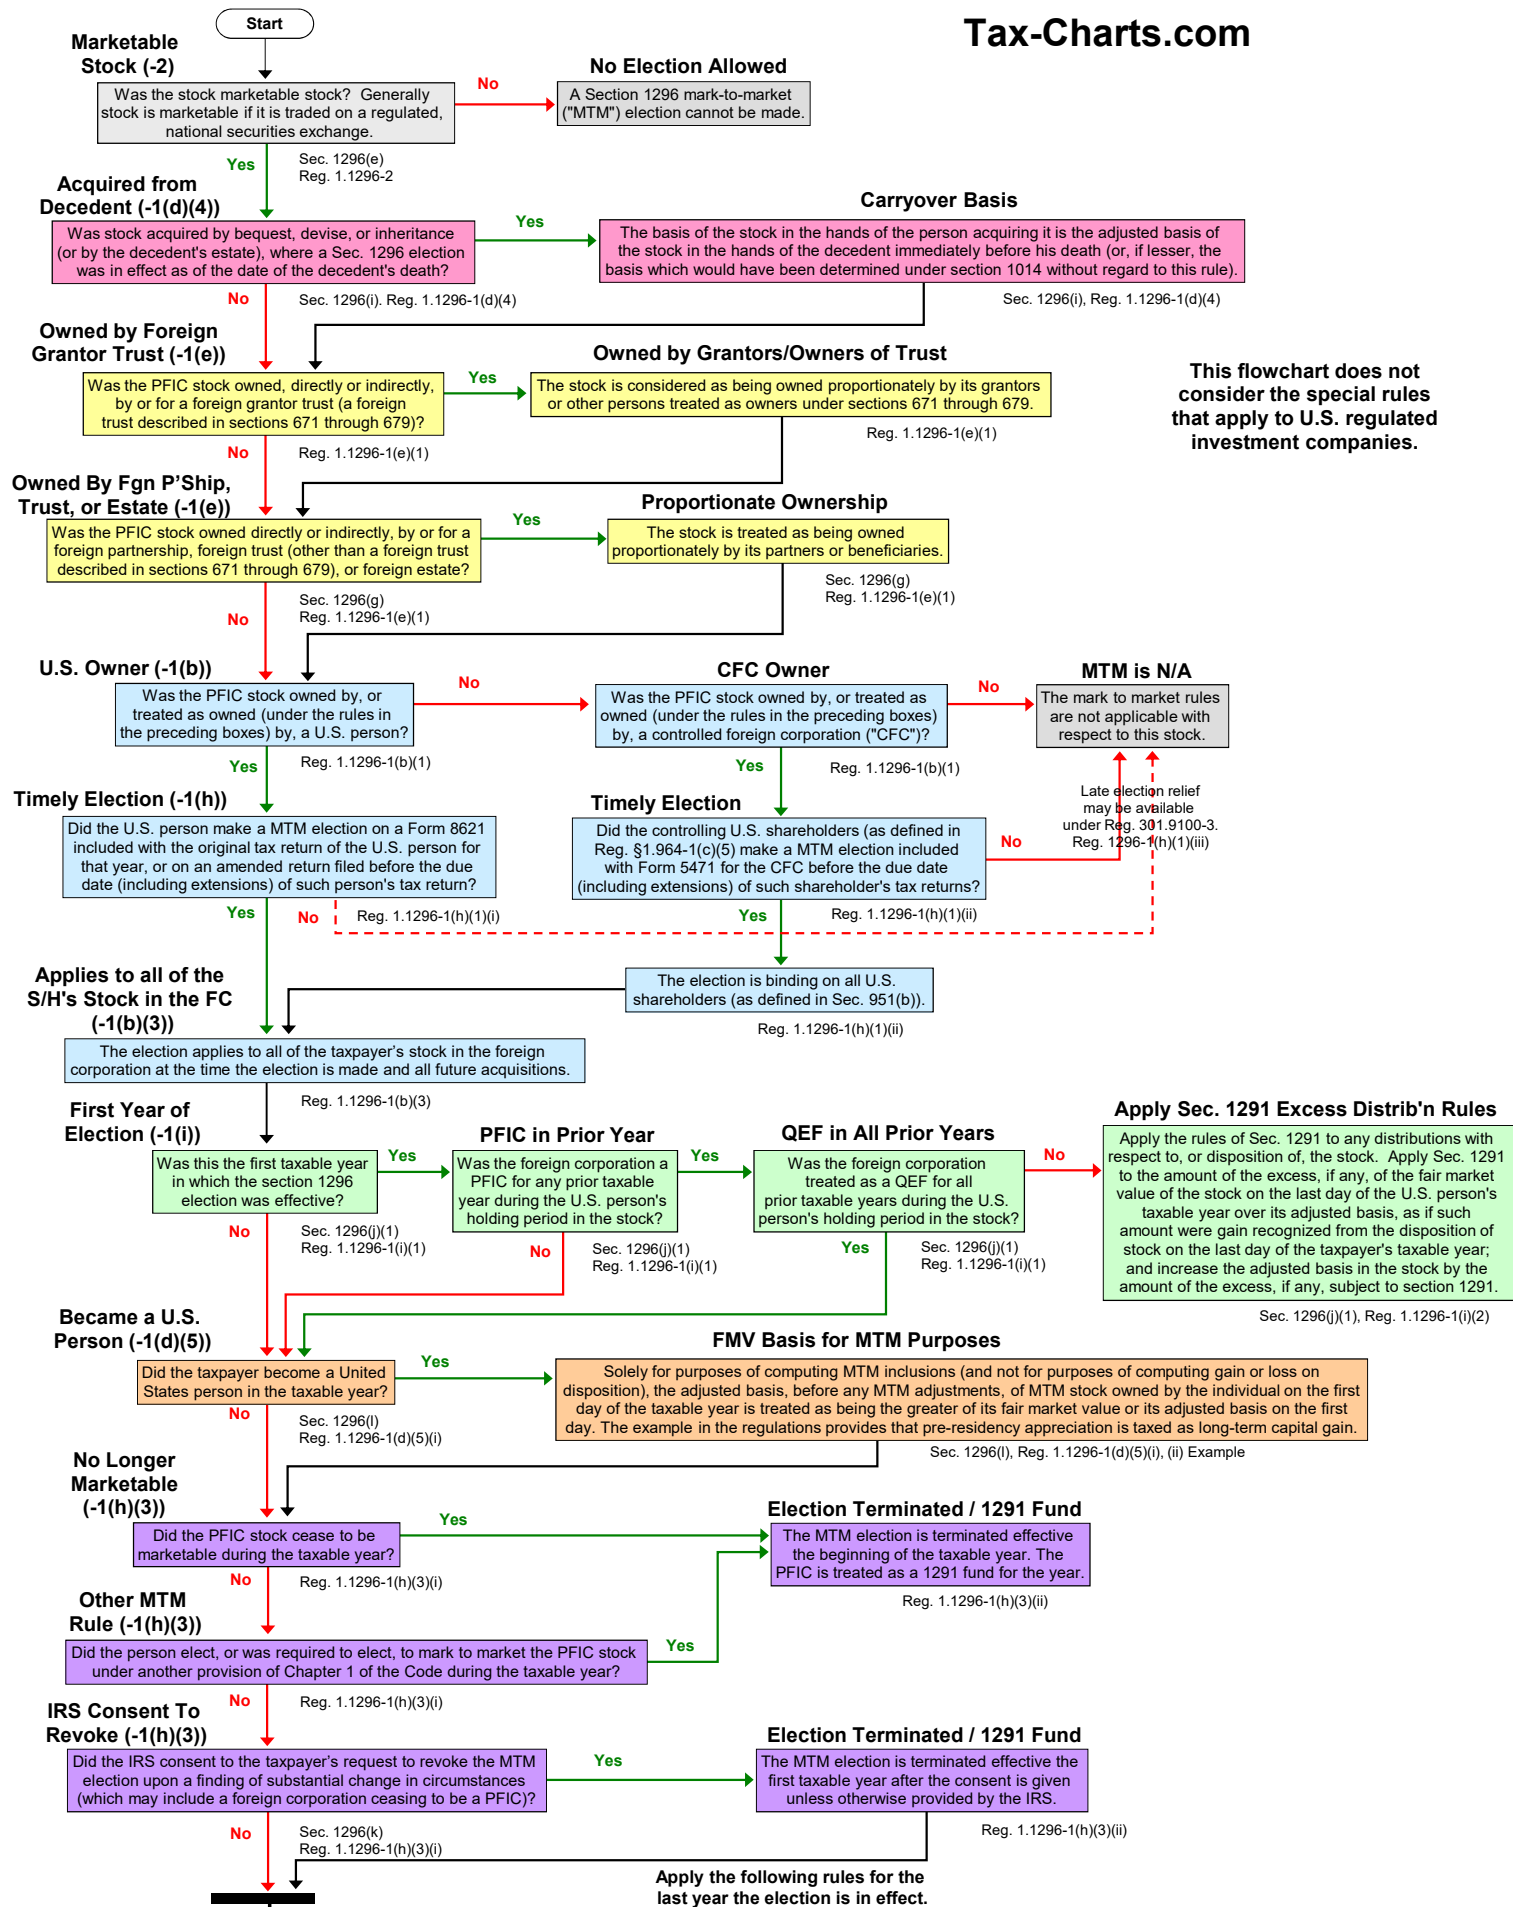 Tax-Charts.com
Start
Marketable
Stock (-2)
Was the stock marketable stock? Generally
stock is marketable if it is traded on a regulated,
national securities exchange.
No
No Election Allowed
A Section 1296 mark-to-market
("MTM") election cannot be made.
Yes
Sec. 1296(e)
Reg. 1.1296-2
Acquired from
Decedent (-1(d)(4))
Was stock acquired by bequest, devise, or inheritance
(or by the decedent's estate), where a Sec. 1296 election
was in effect as of the date of the decedent's death?
Yes
Carryover Basis
The basis of the stock in the hands of the person acquiring it is the adjusted basis of
the stock in the hands of the decedent immediately before his death (or, if lesser, the
basis which would have been determined under section 1014 without regard to this rule).
No
Sec. 1296(i). Reg. 1.1296-1(d)(4)
Sec. 1296(i), Reg. 1.1296-1(d)(4)
Owned by Foreign
Grantor Trust (-1(e))
Was the PFIC stock owned, directly or indirectly,
by or for a foreign grantor trust (a foreign
trust described in sections 671 through 679)?
Yes
Owned by Grantors/Owners of Trust
The stock is considered as being owned proportionately by its grantors
or other persons treated as owners under sections 671 through 679.
Reg. 1.1296-1(e)(1)
This flowchart does not
consider the special rules
that apply to U.S. regulated
investment companies.
No
Reg. 1.1296-1(e)(1)
Owned By Fgn P'Ship,
Trust, or Estate (-1(e))
Was the PFIC stock owned directly or indirectly, by or for a
foreign partnership, foreign trust (other than a foreign trust
described in sections 671 through 679), or foreign estate?
Yes
Proportionate Ownership
The stock is treated as being owned
proportionately by its partners or beneficiaries.
Sec. 1296(g)
Reg. 1.1296-1(e)(1)
No
Sec. 1296(g)
Reg. 1.1296-1(e)(1)
U.S. Owner (-1(b))
Was the PFIC stock owned by, or
treated as owned (under the rules in
the preceding boxes) by, a U.S. person?
No
CFC Owner
Was the PFIC stock owned by, or treated as
owned (under the rules in the preceding boxes)
by, a controlled foreign corporation ("CFC")?
No
MTM is N/A
The mark to market rules
are not applicable with
respect to this stock.
Yes
Reg. 1.1296-1(b)(1)
Yes
Reg. 1.1296-1(b)(1)
Late election relief
may be available
under Reg. 301.9100-3.
Reg. 1296-1(h)(1)(iii)
Timely Election (-1(h))
Did the U.S. person make a MTM election on a Form 8621
included with the original tax return of the U.S. person for
that year, or on an amended return filed before the due
date (including extensions) of such person's tax return?
Timely Election
Did the controlling U.S. shareholders (as defined in
Reg. §1.964-1(c)(5) make a MTM election included
with Form 5471 for the CFC before the due date
(including extensions) of such shareholder's tax returns?
No
Yes
No
Reg. 1.1296-1(h)(1)(i)
Yes
Reg. 1.1296-1(h)(1)(ii)
The election is binding on all U.S.
shareholders (as defined in Sec. 951(b)).
Reg. 1.1296-1(h)(1)(ii)
Applies to all of the
S/H's Stock in the FC
(-1(b)(3))
The election applies to all of the taxpayer's stock in the foreign
corporation at the time the election is made and all future acquisitions.
Reg. 1.1296-1(b)(3)
First Year of
Election (-1(i))
Was this the first taxable year
in which the section 1296
election was effective?
Yes
PFIC in Prior Year
Was the foreign corporation a
PFIC for any prior taxable
year during the U.S. person's
holding period in the stock?
Yes
QEF in All Prior Years
Was the foreign corporation
treated as a QEF for all
prior taxable years during the U.S.
person's holding period in the stock?
No
Apply Sec. 1291 Excess Distrib'n Rules
Apply the rules of Sec. 1291 to any distributions with
respect to, or disposition of, the stock. Apply Sec. 1291
to the amount of the excess, if any, of the fair market
value of the stock on the last day of the U.S. person's
taxable year over its adjusted basis, as if such
amount were gain recognized from the disposition of
stock on the last day of the taxpayer's taxable year;
and increase the adjusted basis in the stock by the
amount of the excess, if any, subject to section 1291.
Sec. 1296(j)(1), Reg. 1.1296-1(i)(2)
No
Sec. 1296(j)(1)
Reg. 1.1296-1(i)(1)
No
Sec. 1296(j)(1)
Reg. 1.1296-1(i)(1)
Yes
Sec. 1296(j)(1)
Reg. 1.1296-1(i)(1)
Became a U.S.
Person (-1(d)(5))
Did the taxpayer become a United
States person in the taxable year?
Yes
FMV Basis for MTM Purposes
Solely for purposes of computing MTM inclusions (and not for purposes of computing gain or loss on
disposition), the adjusted basis, before any MTM adjustments, of MTM stock owned by the individual on the first
day of the taxable year is treated as being the greater of its fair market value or its adjusted basis on the first
day. The example in the regulations provides that pre-residency appreciation is taxed as long-term capital gain.
Sec. 1296(l), Reg. 1.1296-1(d)(5)(i), (ii) Example
No
Sec. 1296(l)
Reg. 1.1296-1(d)(5)(i)
No Longer
Marketable
(-1(h)(3))
Did the PFIC stock cease to be
marketable during the taxable year?
Yes
Election Terminated / 1291 Fund
The MTM election is terminated effective
the beginning of the taxable year. The
PFIC is treated as a 1291 fund for the year.
Reg. 1.1296-1(h)(3)(ii)
No
Reg. 1.1296-1(h)(3)(i)
Other MTM
Rule (-1(h)(3))
Did the person elect, or was required to elect, to mark to market the PFIC stock
under another provision of Chapter 1 of the Code during the taxable year?
Yes
No
Reg. 1.1296-1(h)(3)(i)
IRS Consent To
Revoke (-1(h)(3))
Did the IRS consent to the taxpayer's request to revoke the MTM
election upon a finding of substantial change in circumstances
(which may include a foreign corporation ceasing to be a PFIC)?
Yes
Election Terminated / 1291 Fund
The MTM election is terminated effective the
first taxable year after the consent is given
unless otherwise provided by the IRS.
Reg. 1.1296-1(h)(3)(ii)
No
Sec. 1296(k)
Reg. 1.1296-1(h)(3)(i)
Apply the following rules for the
last year the election is in effect.